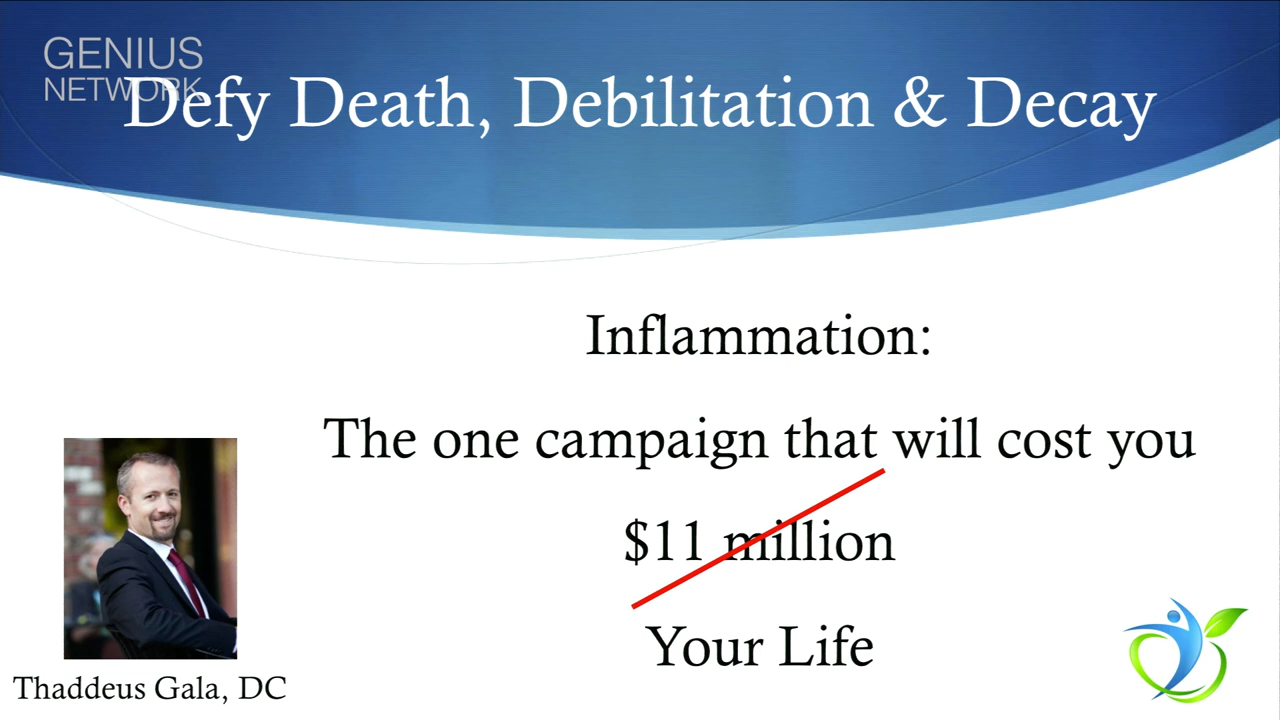 GENIUS
NETWORK
Defy Death, Debilitation & Decay
Inflammation:
The one campaign that will cost you
$11 million
Your Life
Thaddeus Gala, DC